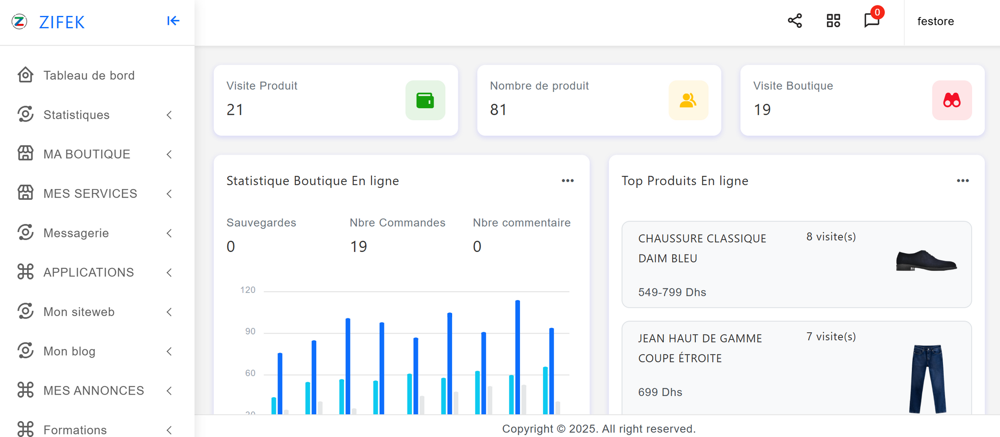 ZIFEK
0
festore
Tableau de bord
Statistiques
MA BOUTIQUE
MES SERVICES
Messagerie
APPLICATIONS
Mon siteweb
Mon blog
MES ANNONCES
Formations
Visite Produit
21
Nombre de produit
81
Visite Boutique
19
Statistique Boutique En ligne
Sauvegardes
0
Nbre Commandes
19
Nbre commentaire
0
120
90
60
Top Produits En ligne
CHAUSSURE CLASSIQUE
DAIM BLEU
8 visite(s)
549-799 Dhs
JEAN HAUT DE GAMME
COUPE ÉTROITE
7 visite(s)
699 Dhs
Copyright © 2025. All right reserved.